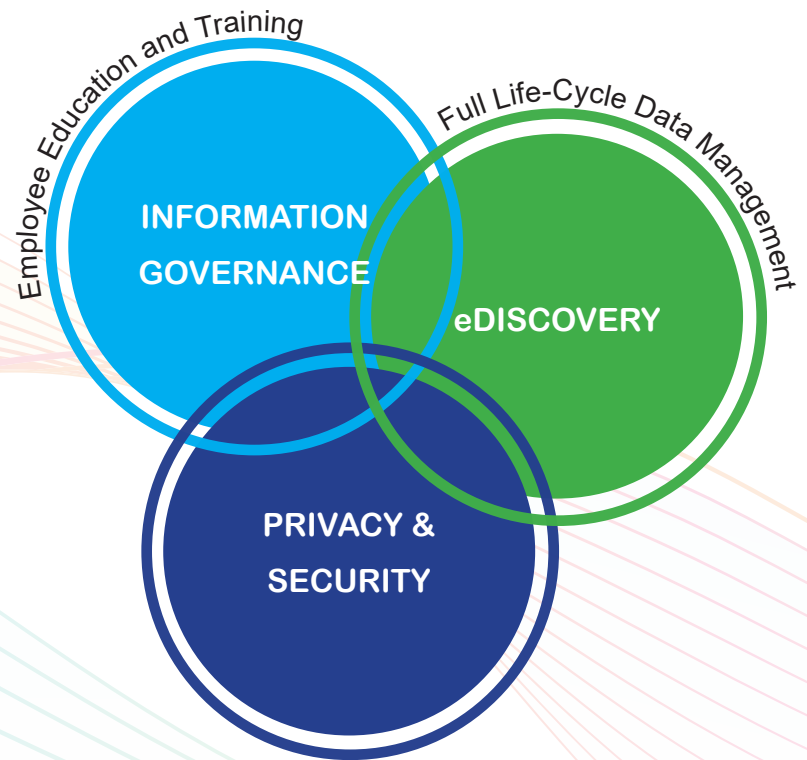 Employee Education and Training
Full Life-Cycle Data Management
INFORMATION
GOVERNANCE
eDISCOVERY
PRIVACY &
SECURITY